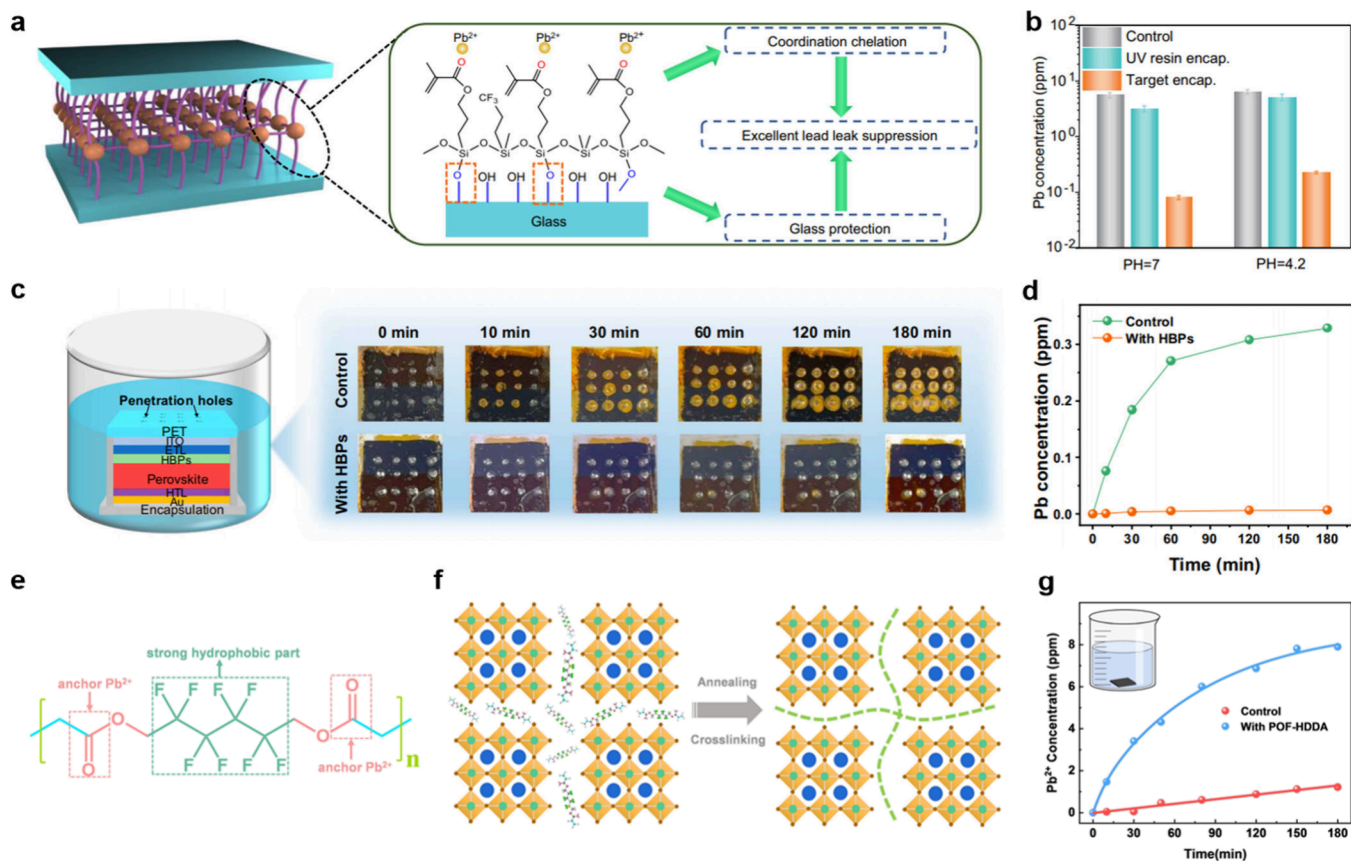 a
Pb2+ Pb2+ Pb2+
O O O
O CF3 O O
O Si O Si O Si O Si O Si O
O OH OH O OH OH O
Glass
Coordination chelation
Excellent lead leak suppression
Glass protection
b
Pb concentration (ppm)
10^2
10^1
10^0
10^-1
10^-2
Control
UV resin encap.
Target encap.
PH=7 PH=4.2
c
Penetration holes
PET
ITO
ETL
HBPs
Perovskite
HTL
Au
Encapsulation
0 min 10 min 30 min 60 min 120 min 180 min
Control
With HBPs
d
Pb concentration (ppm)
0.3
0.2
0.1
0.0
Control
With HBPs
0 30 60 90 120 150 180
Time (min)
e
strong hydrophobic part
anchor Pb2+
F F F F
O O
O O
F F F F
n
anchor Pb2+
f
Annealing
Crosslinking
g
Pb2+ Concentration (ppm)
8
6
4
2
0
Control
With POF-HDDA
0 30 60 90 120 150 180
Time(min)